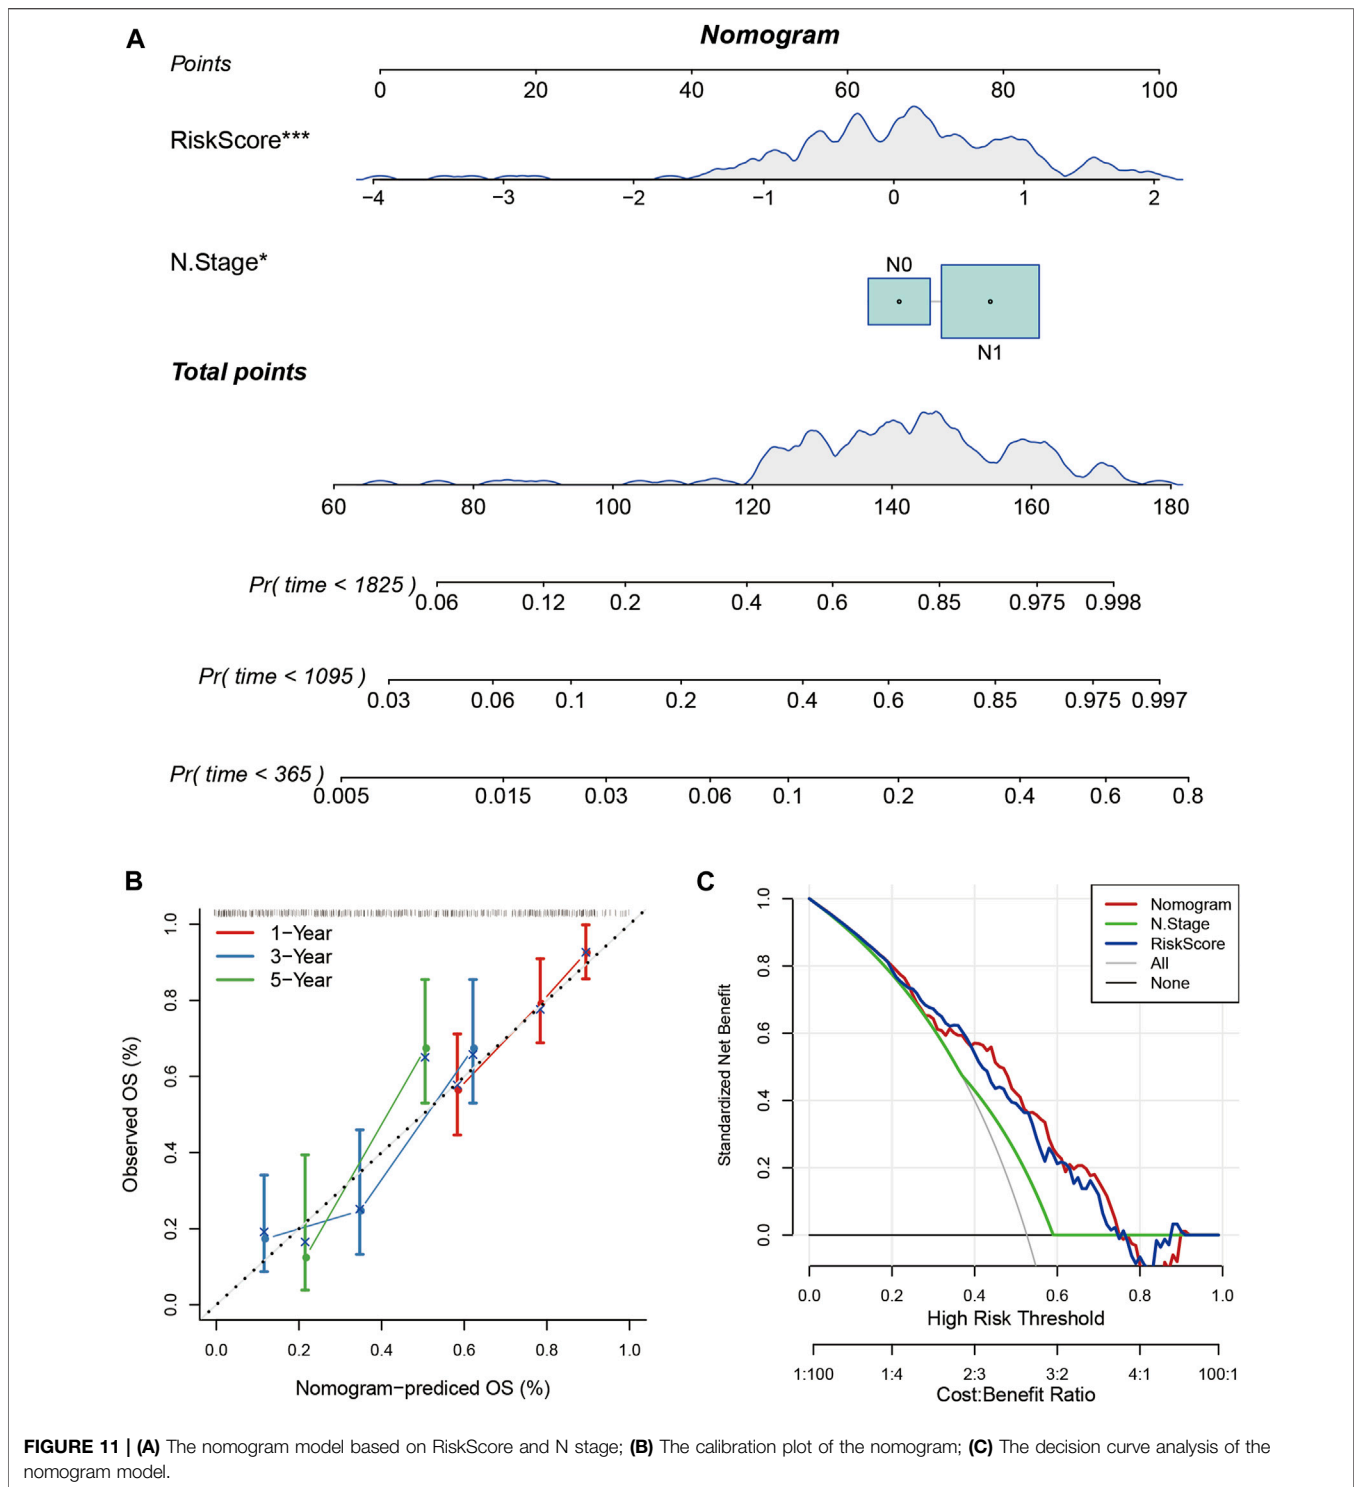 A
Nomogram
Points
0 20 40 60 80 100
RiskScore***
−4 −3 −2 −1 0 1 2
N.Stage*
N0
N1
Total points
60 80 100 120 140 160 180
Pr( time < 1825 )
0.06 0.12 0.2 0.4 0.6 0.85 0.975 0.998
Pr( time < 1095 )
0.03 0.06 0.1 0.2 0.4 0.6 0.85 0.975 0.997
Pr( time < 365 )
0.005 0.015 0.03 0.06 0.1 0.2 0.4 0.6 0.8
B
1−Year
3−Year
5−Year
Observed OS (%)
1.0
0.8
0.6
0.4
0.2
0.0
0.0 0.2 0.4 0.6 0.8 1.0
Nomogram−prediced OS (%)
C
Nomogram
N.Stage
RiskScore
All
None
Standardized Net Benefit
1.0
0.8
0.6
0.4
0.2
0.0
0.0 0.2 0.4 0.6 0.8 1.0
High Risk Threshold
1:100 1:4 2:3 3:2 4:1 100:1
Cost:Benefit Ratio
FIGURE 11 | (A) The nomogram model based on RiskScore and N stage; (B) The calibration plot of the nomogram; (C) The decision curve analysis of the
nomogram model.